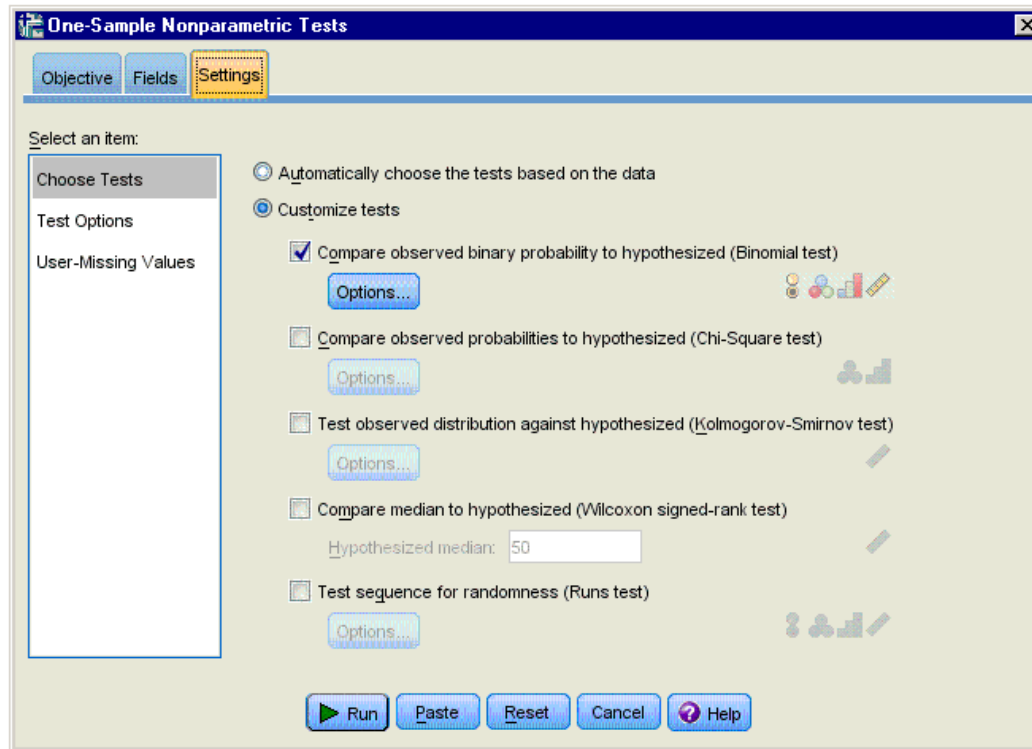 One-Sample Nonparametric Tests
Objective Fields Settings
Select an item:
Choose Tests
Test Options
User-Missing Values
Automatically choose the tests based on the data
Customize tests
Compare observed binary probability to hypothesized (Binomial test)
Options...
Compare observed probabilities to hypothesized (Chi-Square test)
Options...
Test observed distribution against hypothesized (Kolmogorov-Smirnov test)
Options...
Compare median to hypothesized (Wilcoxon signed-rank test)
Hypothesized median: 50
Test sequence for randomness (Runs test)
Options...
Run Paste Reset Cancel Help